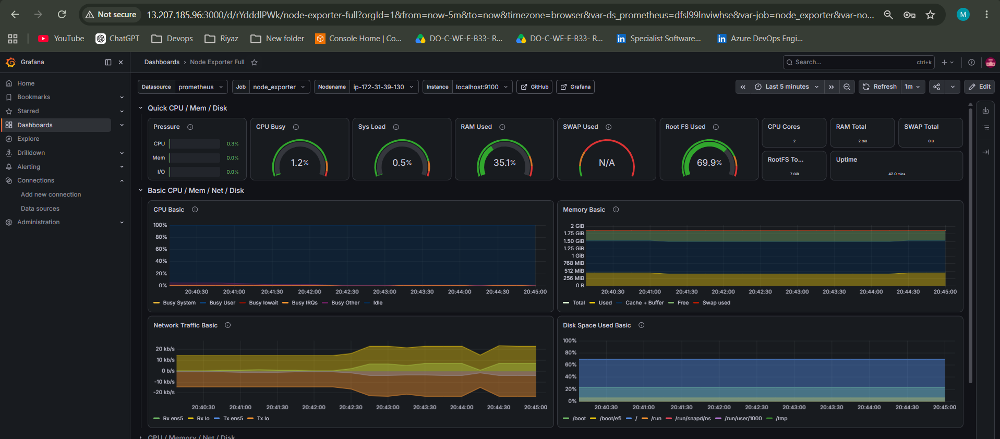 Not secure
13.207.185.96:3000/d/rYdddlPWk/node-exporter-full?orgId=1&from=now-5m&to=now&timezone=browser&var-ds_prometheus=dfsl99lnviwhse&var-job=node_exporter&var-no...
M
YouTube ChatGPT Devops Riyaz New folder Console Home | Co... DO-C-WE-E-B33- R... DO-C-WE-E-B33- R... Specialist Software... Azure DevOps Engi...
Grafana
Home
Bookmarks
Starred
Dashboards
Explore
Drilldown
Alerting
Connections
Add new connection
Data sources
Administration
Dashboards › Node Exporter Full
Search... ctrl+k
Datasource prometheus Job node_exporter Nodename ip-172-31-39-130 Instance localhost:9100 GitHub Grafana
Last 5 minutes Refresh 1m Edit
Quick CPU / Mem / Disk
Pressure
CPU 0.3%
Mem 0.0%
I/O 0.0%
CPU Busy
1.2%
Sys Load
0.5%
RAM Used
35.1%
SWAP Used
N/A
Root FS Used
69.9%
CPU Cores
2
RAM Total
2 GiB
SWAP Total
0 B
RootFS To...
7 GiB
Uptime
42.0 mins
Basic CPU / Mem / Net / Disk
CPU Basic
100%
80%
60%
40%
20%
0%
20:40:30 20:41:00 20:41:30 20:42:00 20:42:30 20:43:00 20:43:30 20:44:00 20:44:30 20:45:00
Busy System Busy User Busy Iowait Busy IRQs Busy Other Idle
Memory Basic
2 GiB
1.75 GiB
1.50 GiB
1.25 GiB
1 GiB
768 MiB
512 MiB
256 MiB
0 B
20:40:30 20:41:00 20:41:30 20:42:00 20:42:30 20:43:00 20:43:30 20:44:00 20:44:30 20:45:00
Total Used Cache + Buffer Free Swap used
Network Traffic Basic
20 kb/s
10 kb/s
0 b/s
-10 kb/s
-20 kb/s
20:40:30 20:41:00 20:41:30 20:42:00 20:42:30 20:43:00 20:43:30 20:44:00 20:44:30 20:45:00
Rx ens5 Rx lo Tx ens5 Tx lo
Disk Space Used Basic
100%
80%
60%
40%
20%
0%
20:40:30 20:41:00 20:41:30 20:42:00 20:42:30 20:43:00 20:43:30 20:44:00 20:44:30 20:45:00
/boot /boot/efi / /run /run/snapd/ns /run/user/1000 /tmp
CPU / Memory / Net / Disk